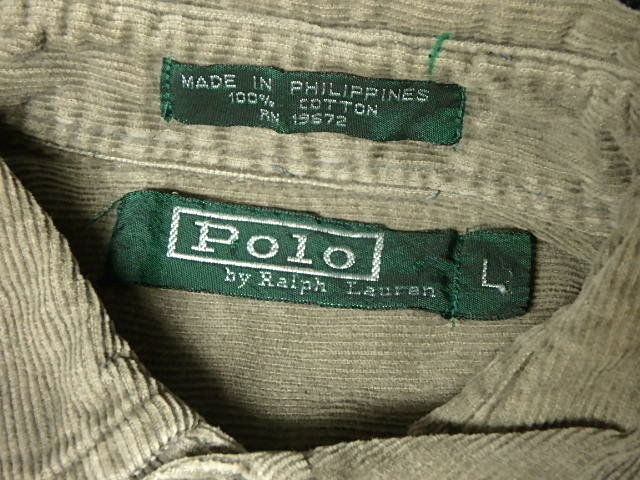 MADE IN PHILIPPINES
100% COTTON
RN 19672
Polo
by Ralph Lauren
L